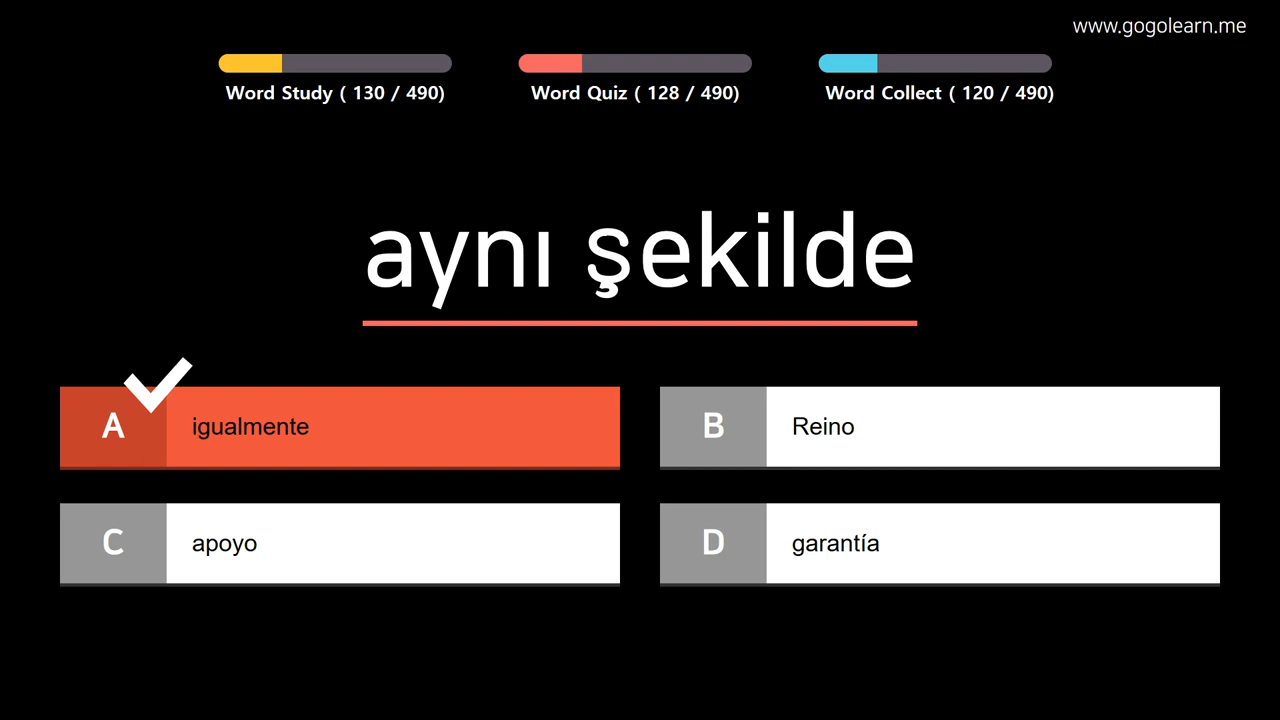 www.gogolearn.me
Word Study ( 130 / 490)
Word Quiz ( 128 / 490)
Word Collect ( 120 / 490)
aynı şekilde
A igualmente
B Reino
C apoyo
D garantía